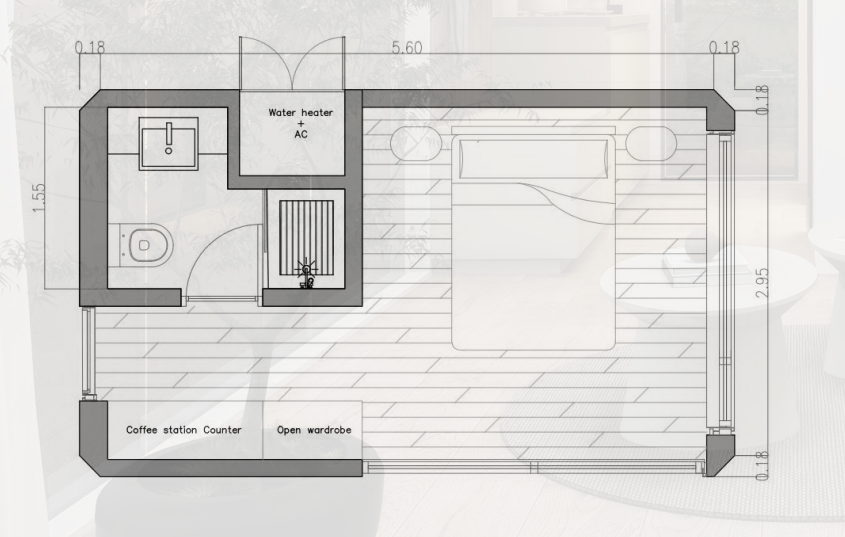 0.18
5.60
0.18
0.18
Water heater
+
AC
1.55
2.95
Coffee station Counter
Open wardrobe
0.18